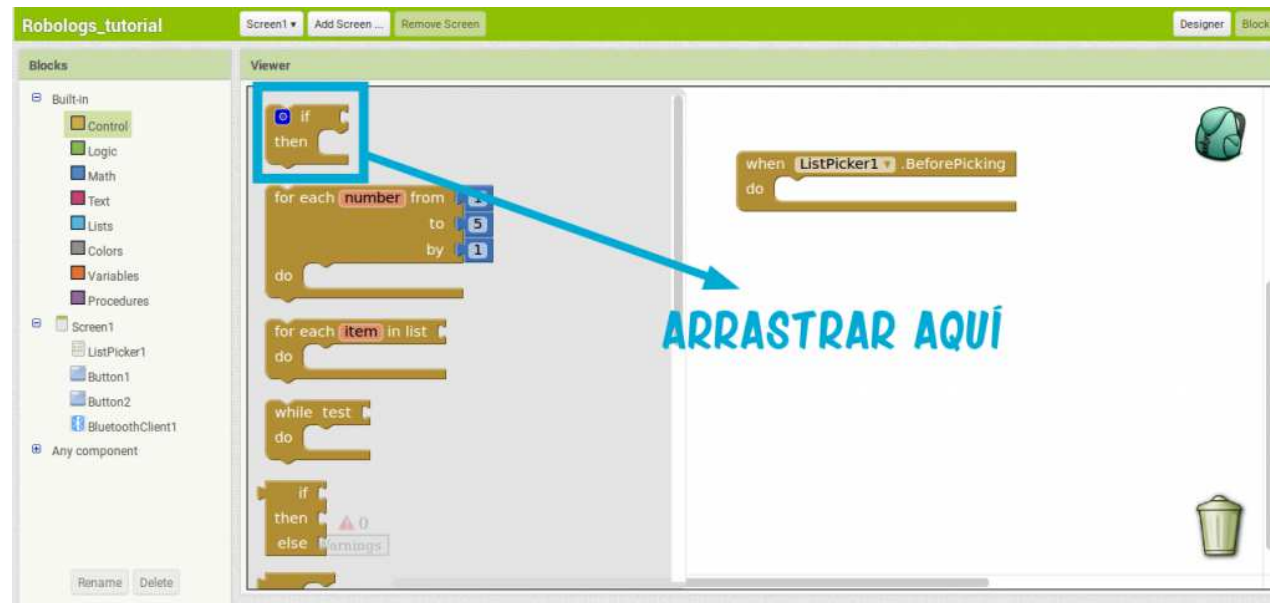 Robologs_tutorial
Screen1 ▾ Add Screen ... Remove Screen
Designer Block
Blocks
Viewer
Built-in
Control
Logic
Math
Text
Lists
Colors
Variables
Procedures
Screen1
ListPicker1
Button1
Button2
BluetoothClient1
Any component
Rename Delete
if
then
for each number from 1
to 5
by 1
do
for each item in list
do
while test
do
if
then
else
0
Warnings
when ListPicker1 ▾ .BeforePicking
do
ARRASTRAR AQUÍ